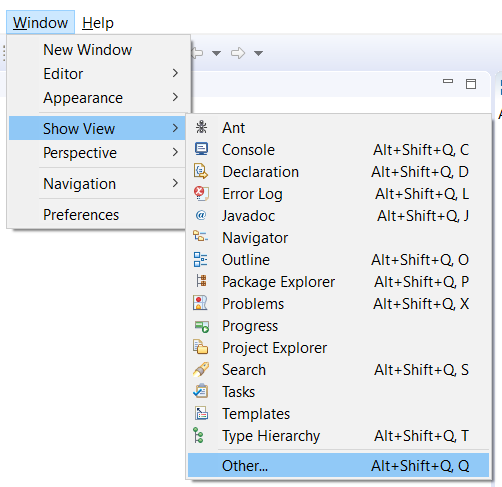 Window Help
New Window
Editor
Appearance
Show View
Perspective
Navigation
Preferences
Ant
Console Alt+Shift+Q, C
Declaration Alt+Shift+Q, D
Error Log Alt+Shift+Q, L
Javadoc Alt+Shift+Q, J
Navigator
Outline Alt+Shift+Q, O
Package Explorer Alt+Shift+Q, P
Problems Alt+Shift+Q, X
Progress
Project Explorer
Search Alt+Shift+Q, S
Tasks
Templates
Type Hierarchy Alt+Shift+Q, T
Other... Alt+Shift+Q, Q